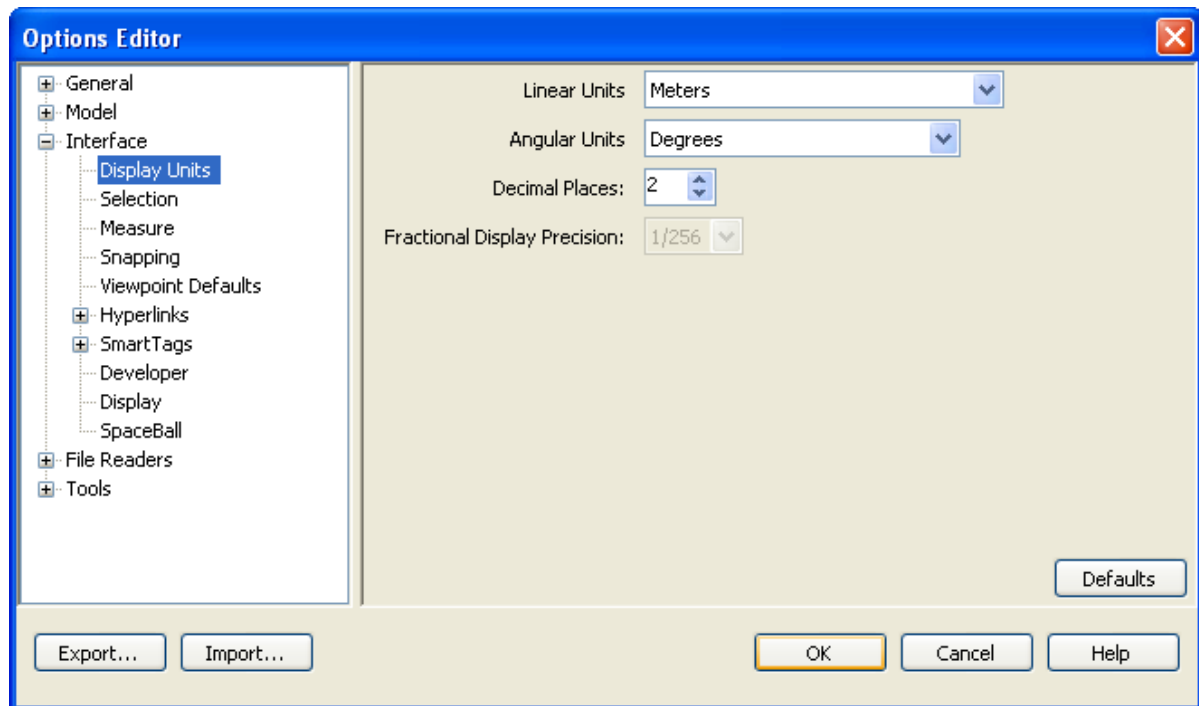 Options Editor
General
Model
Interface
Display Units
Selection
Measure
Snapping
Viewpoint Defaults
Hyperlinks
SmartTags
Developer
Display
SpaceBall
File Readers
Tools
Linear Units Meters
Angular Units Degrees
Decimal Places: 2
Fractional Display Precision: 1/256
Defaults
Export... Import... OK Cancel Help